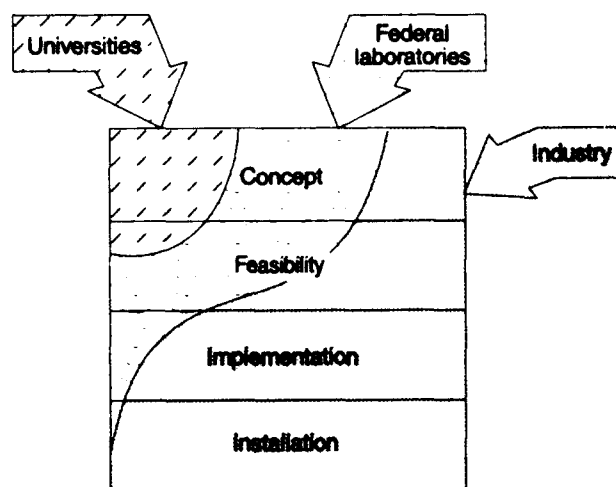 Universities
Federal
laboratories
Industry
Concept
Feasibility
Implementation
Installation